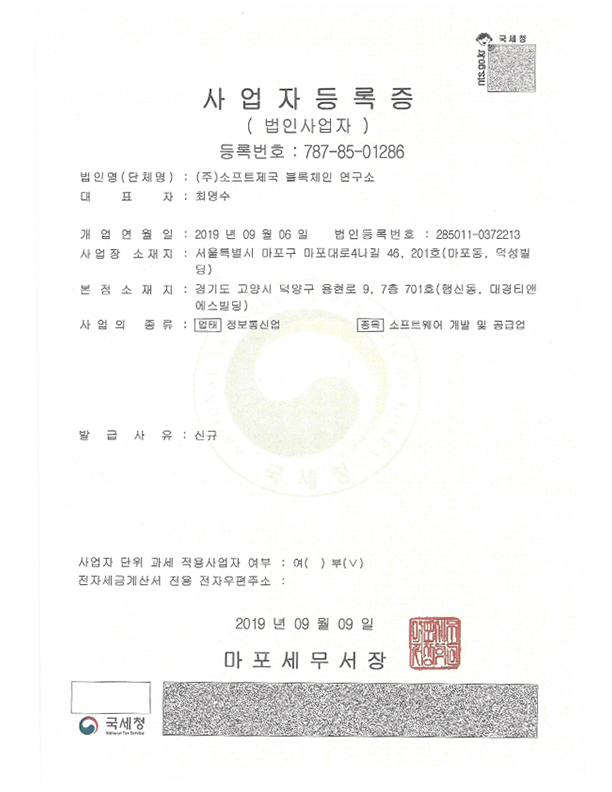 국세청
nts.go.kr
사업자등록증
( 법인사업자 )
등록번호 : 787-85-01286
법인명(단체명) : (주)소프트제국 블록체인 연구소
대 표 자 : 최명수
개 업 연 월 일 : 2019 년 09 월 06 일 법인등록번호 : 285011-0372213
사업장 소재지 : 서울특별시 마포구 마포대로4나길 46, 201호(마포동, 덕성빌
딩)
본 점 소 재 지 : 경기도 고양시 덕양구 용현로 9, 7층 701호(행신동, 대경티앤
에스빌딩)
사 업 의 종 류 : 업태 정보통신업 종목 소프트웨어 개발 및 공급업
발 급 사 유 : 신규
국세청
사업자 단위 과세 적용사업자 여부 : 여( ) 부(∨)
전자세금계산서 전용 전자우편주소 :
2019 년 09 월 09 일
마포세무서장
국세청
National Tax Service